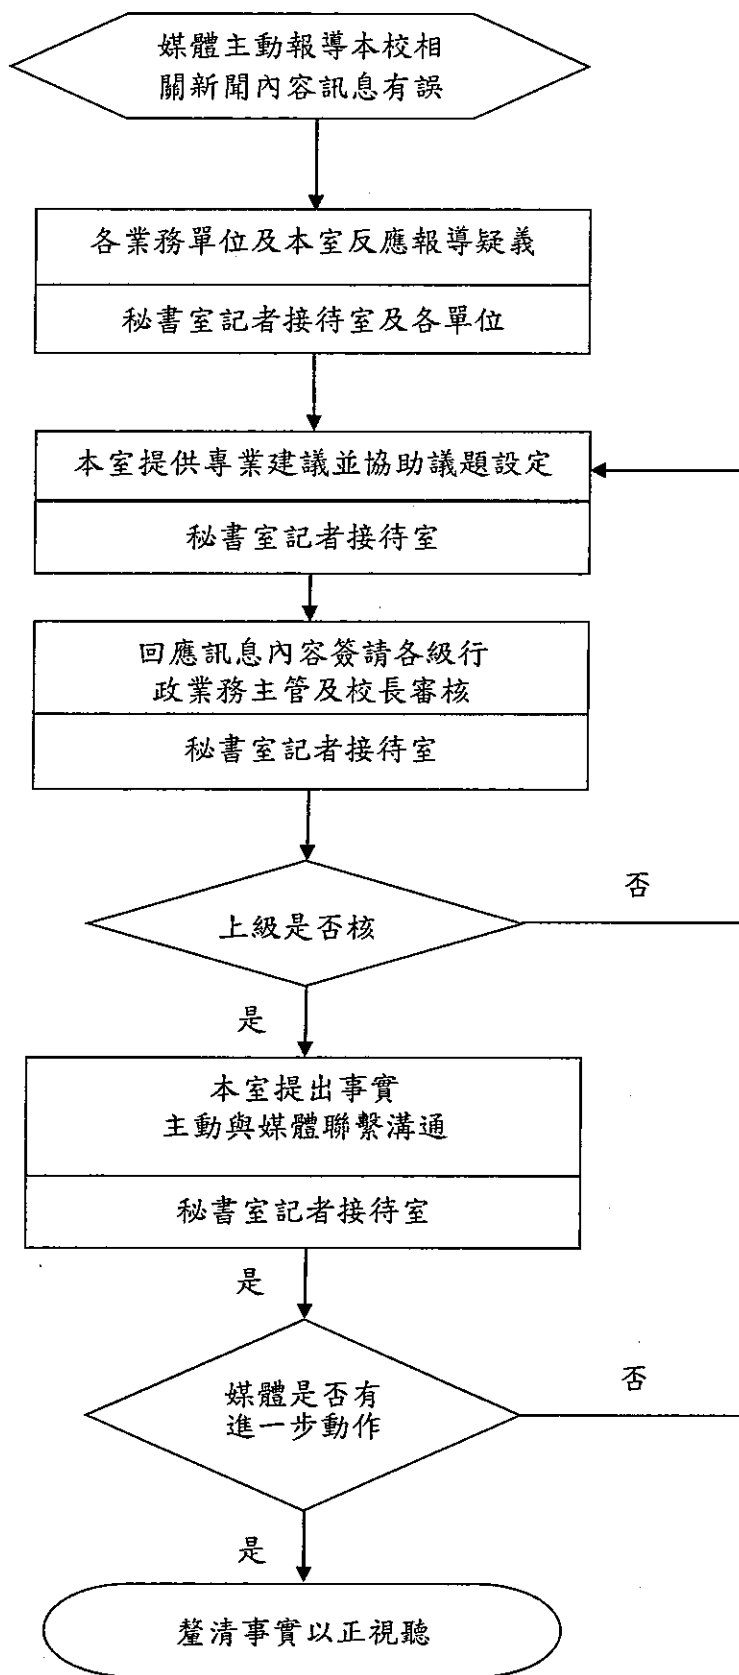 媒體主動報導本校相
關新聞內容訊息有誤
各業務單位及本室反應報導疑義
秘書室記者接待室及各單位
本室提供專業建議並協助議題設定
秘書室記者接待室
回應訊息內容簽請各級行
政業務主管及校長審核
秘書室記者接待室
上級是否核
否
是
本室提出事實
主動與媒體聯繫溝通
秘書室記者接待室
是
媒體是否有
進一步動作
否
是
釐清事實以正視聽